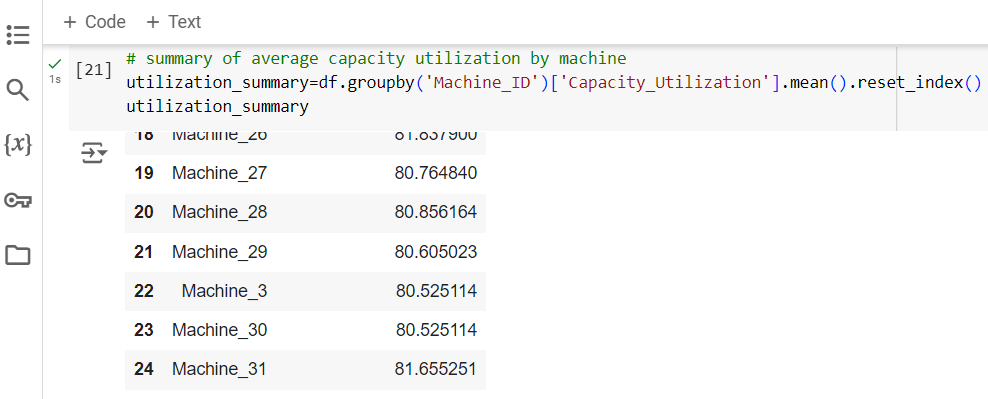 + Code + Text
1s
[21]
# summary of average capacity utilization by machine
utilization_summary=df.groupby('Machine_ID')['Capacity_Utilization'].mean().reset_index()
utilization_summary
18 Machine_26 81.837900
19 Machine_27 80.764840
20 Machine_28 80.856164
21 Machine_29 80.605023
22 Machine_3 80.525114
23 Machine_30 80.525114
24 Machine_31 81.655251
{x}